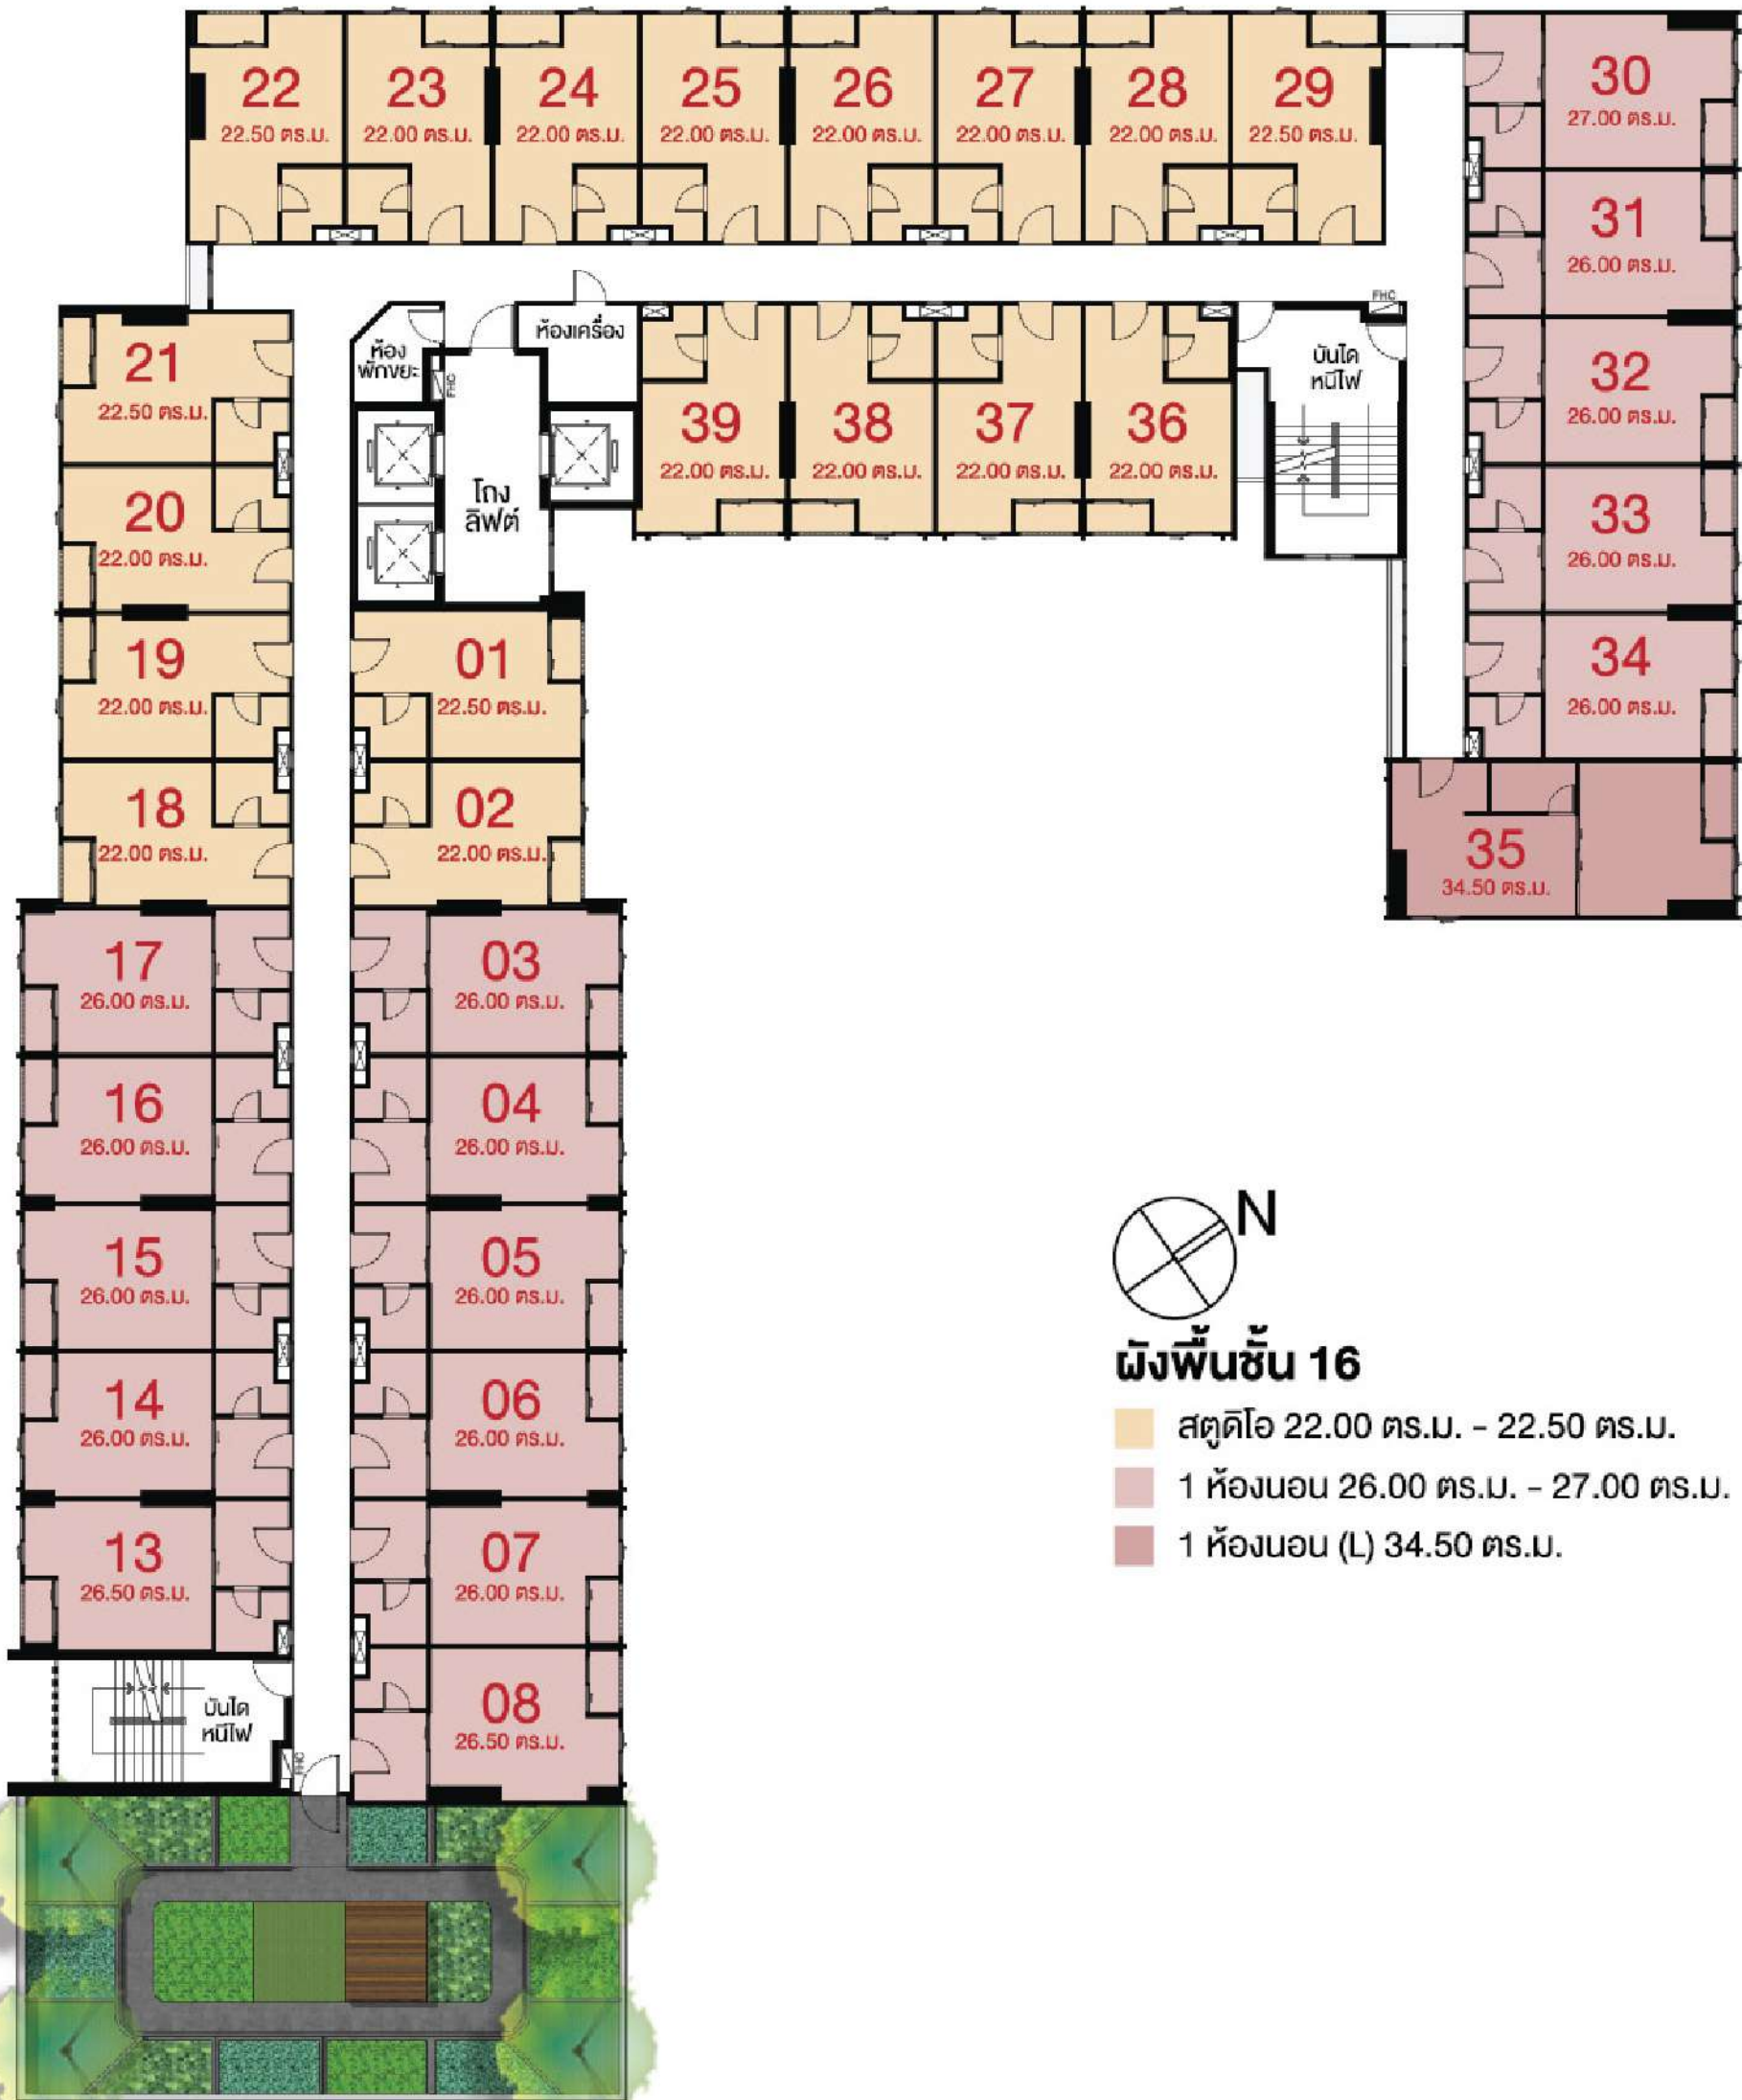 22
22.50 ตร.ม.
23
22.00 ตร.ม.
24
22.00 ตร.ม.
25
22.00 ตร.ม.
26
22.00 ตร.ม.
27
22.00 ตร.ม.
28
22.00 ตร.ม.
29
22.50 ตร.ม.
30
27.00 ตร.ม.
31
26.00 ตร.ม.
32
26.00 ตร.ม.
33
26.00 ตร.ม.
34
26.00 ตร.ม.
35
34.50 ตร.ม.
FHC
บันได
หนีไฟ
36
22.00 ตร.ม.
37
22.00 ตร.ม.
38
22.00 ตร.ม.
39
22.00 ตร.ม.
ห้องเครื่อง
ห้อง
พักขยะ
FHC
โถง
ลิฟต์
21
22.50 ตร.ม.
20
22.00 ตร.ม.
19
22.00 ตร.ม.
18
22.00 ตร.ม.
01
22.50 ตร.ม.
02
22.00 ตร.ม.
17
26.00 ตร.ม.
03
26.00 ตร.ม.
16
26.00 ตร.ม.
04
26.00 ตร.ม.
15
26.00 ตร.ม.
05
26.00 ตร.ม.
14
26.00 ตร.ม.
06
26.00 ตร.ม.
13
26.50 ตร.ม.
07
26.00 ตร.ม.
08
26.50 ตร.ม.
บันได
หนีไฟ
FHC
N
ผังพื้นชั้น 16
สตูดิโอ 22.00 ตร.ม. - 22.50 ตร.ม.
1 ห้องนอน 26.00 ตร.ม. - 27.00 ตร.ม.
1 ห้องนอน (L) 34.50 ตร.ม.